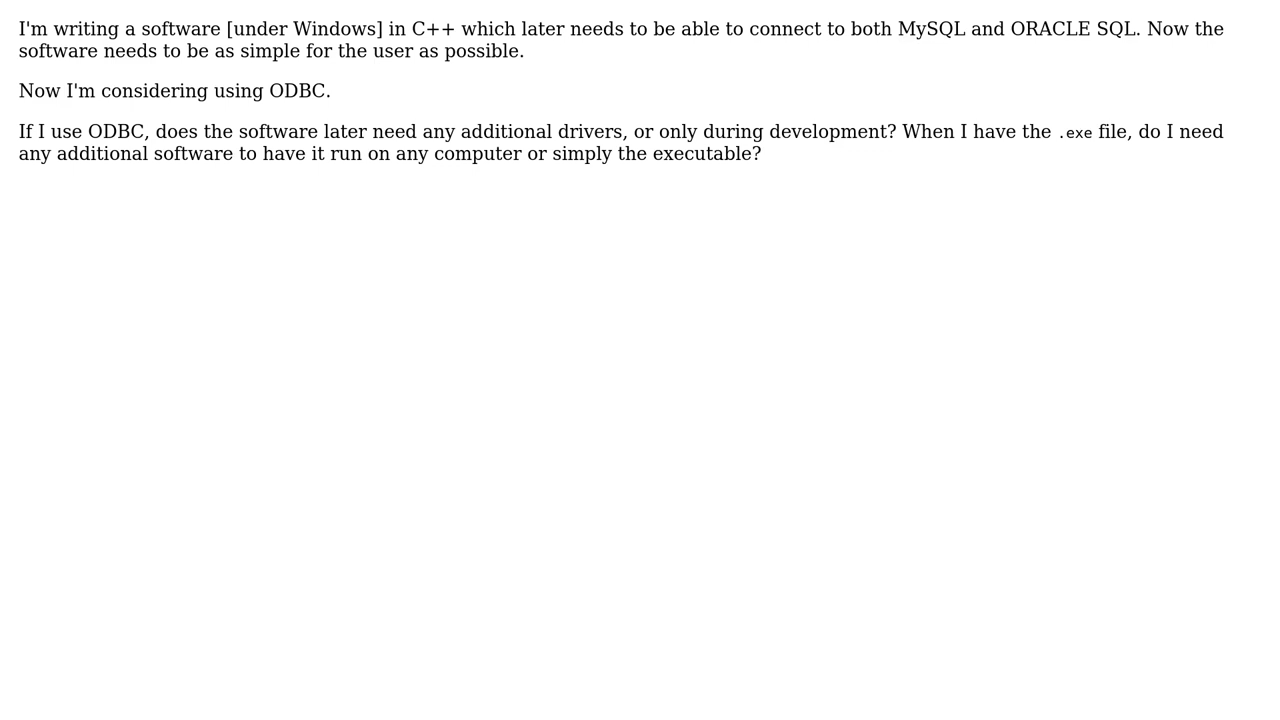 I'm writing a software [under Windows] in C++ which later needs to be able to connect to both MySQL and ORACLE SQL. Now the
software needs to be as simple for the user as possible.
Now I'm considering using ODBC.
If I use ODBC, does the software later need any additional drivers, or only during development? When I have the .exe file, do I need
any additional software to have it run on any computer or simply the executable?